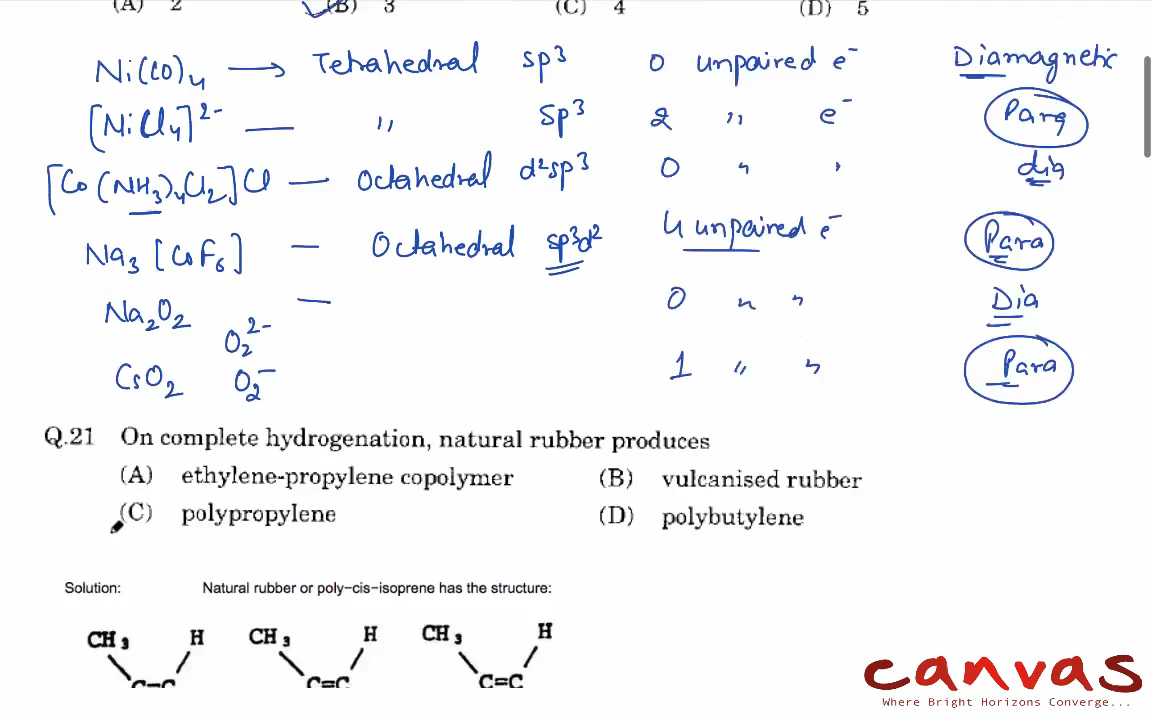 (A) 2 (B) 3 (C) 4 (D) 5
Ni(CO)4 → Tetrahedral sp3 0 unpaired e⁻ Diamagnetic
[NiCl4]2- — " sp3 2 " e⁻ Para
[Co(NH3)4Cl2]Cl — Octahedral d2sp3 0 " " dia
Na3[CoF6] — Octahedral sp3d2 4 unpaired e⁻ Para
Na2O2 — O2 2- 0 " " Dia
CsO2 O2⁻ 1 " " Para
Q.21 On complete hydrogenation, natural rubber produces
(A) ethylene-propylene copolymer (B) vulcanised rubber
(C) polypropylene (D) polybutylene
Solution: Natural rubber or poly-cis-isoprene has the structure:
CH3 H CH3 H CH3 H
C=C C=C C=C
canvas
Where Bright Horizons Converge...